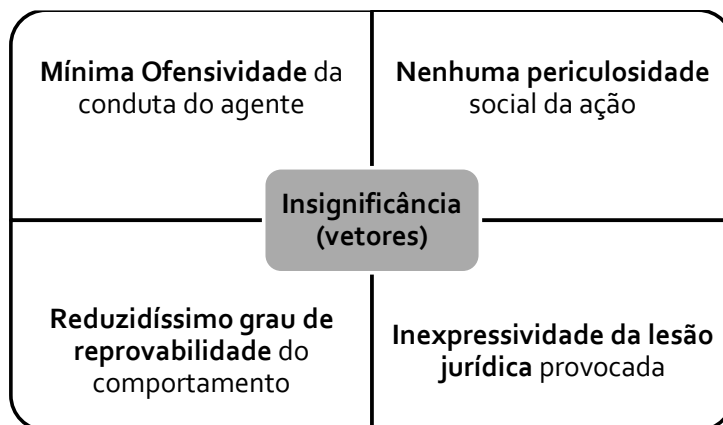 Mínima Ofensividade da
conduta do agente
Nenhuma periculosidade
social da ação
Insignificância
(vetores)
Reduzidíssimo grau de
reprovabilidade do
comportamento
Inexpressividade da lesão
jurídica provocada